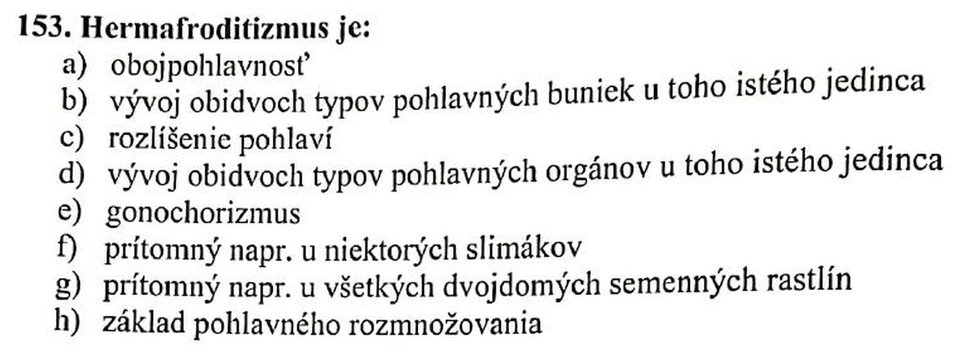 153. Hermafroditizmus je:
a) obojpohlavnosť
b) vývoj obidvoch typov pohlavných buniek u toho istého jedinca
c) rozlíšenie pohlaví
d) vývoj obidvoch typov pohlavných orgánov u toho istého jedinca
e) gonochorizmus
f) prítomný napr. u niektorých slimákov
g) prítomný napr. u všetkých dvojdomých semenných rastlín
h) základ pohlavného rozmnožovania